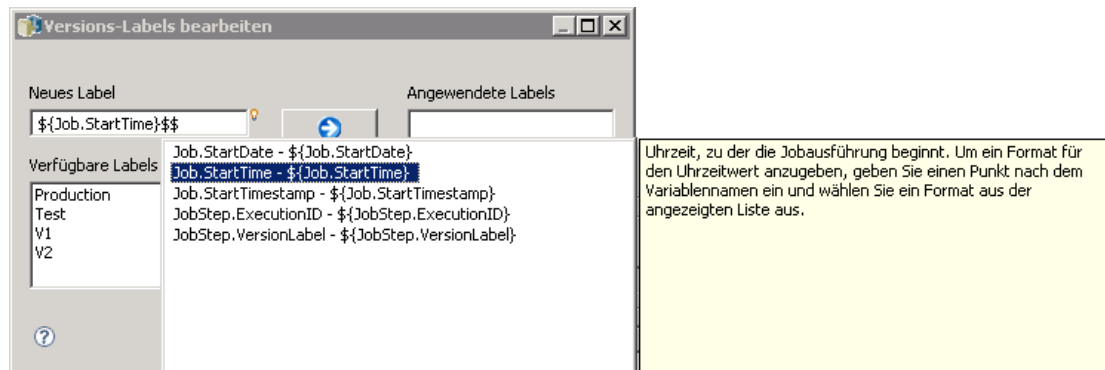 Versions-Labels bearbeiten
Neues Label
Angewendete Labels
${Job.StartTime}$$
Verfügbare Labels
Production
Test
V1
V2
Job.StartDate - ${Job.StartDate}
Job.StartTime - ${Job.StartTime}
Job.StartTimestamp - ${Job.StartTimestamp}
JobStep.ExecutionID - ${JobStep.ExecutionID}
JobStep.VersionLabel - ${JobStep.VersionLabel}
Uhrzeit, zu der die Jobausführung beginnt. Um ein Format für
den Uhrzeitwert anzugeben, geben Sie einen Punkt nach dem
Variablennamen ein und wählen Sie ein Format aus der
angezeigten Liste aus.
?